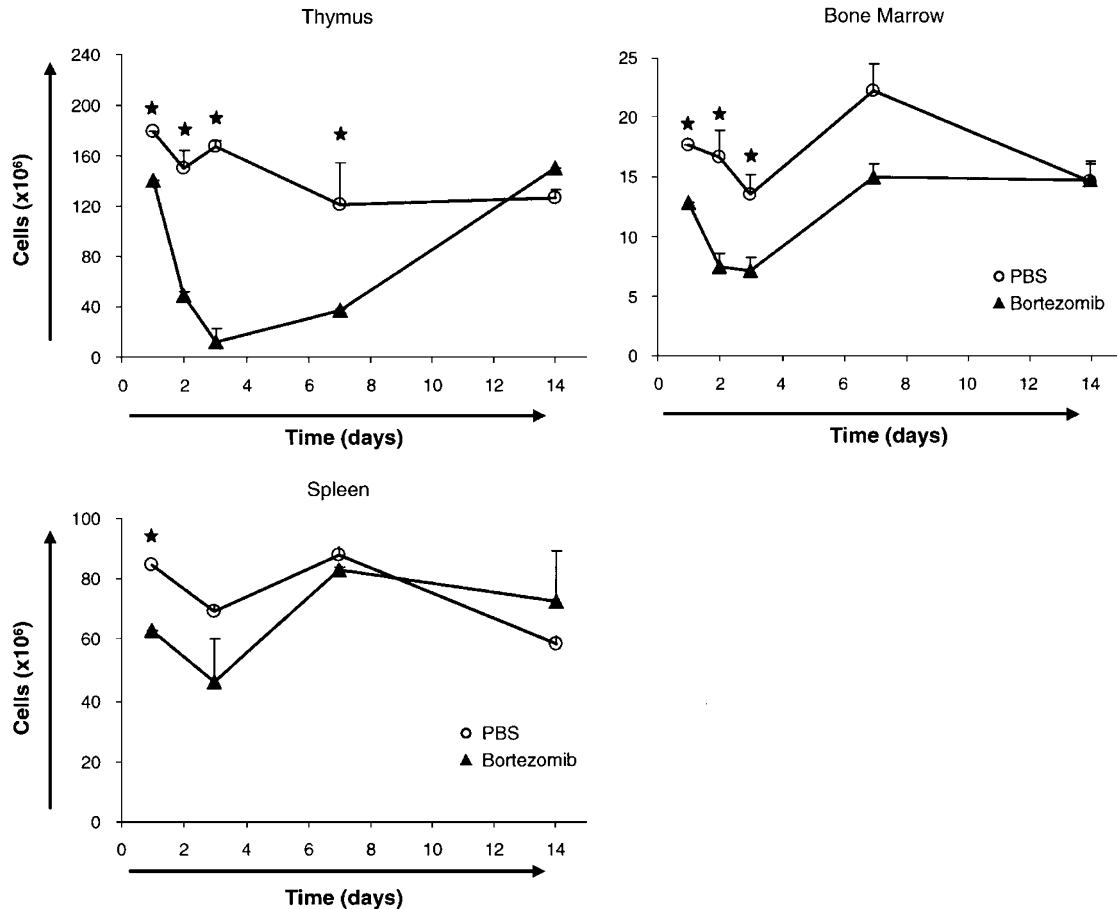 Thymus
Cells (x10⁶)
240
200
160
120
80
40
0
0 2 4 6 8 10 12 14
Time (days)
Bone Marrow
25
20
15
10
5
0
PBS
Bortezomib
0 2 4 6 8 10 12 14
Time (days)
Spleen
Cells (x10⁶)
100
80
60
40
20
0
PBS
Bortezomib
0 2 4 6 8 10 12 14
Time (days)